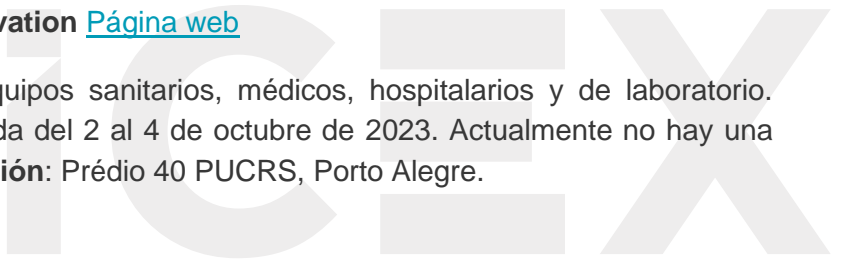 vation Página web
quipos sanitarios, médicos, hospitalarios y de laboratorio.
da del 2 al 4 de octubre de 2023. Actualmente no hay una
ión: Prédio 40 PUCRS, Porto Alegre.
iCEX